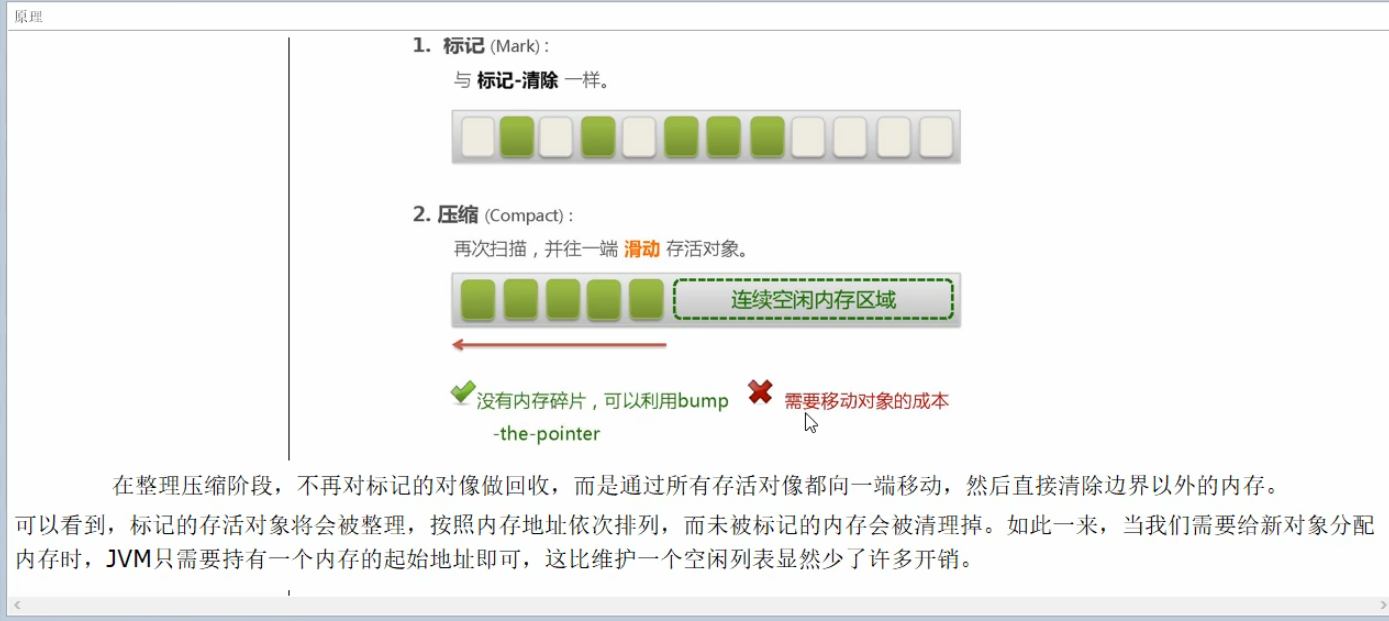 原理
1. 标记 (Mark) :
与 标记-清除 一样。
2. 压缩 (Compact) :
再次扫描，并往一端 滑动 存活对象。
连续空闲内存区域
没有内存碎片，可以利用bump
-the-pointer
需要移动对象的成本
在整理压缩阶段，不再对标记的对像做回收，而是通过所有存活对像都向一端移动，然后直接清除边界以外的内存。
可以看到，标记的存活对象将会被整理，按照内存地址依次排列，而未被标记的内存会被清理掉。如此一来，当我们需要给新对象分配
内存时，JVM只需要持有一个内存的起始地址即可，这比维护一个空闲列表显然少了许多开销。